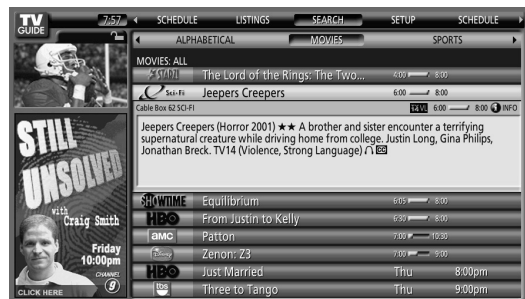 TV GUIDE 7:57
SCHEDULE LISTINGS SEARCH SETUP SCHEDULE
ALPHABETICAL MOVIES SPORTS
MOVIES: ALL
STARZ! The Lord of the Rings: The Two... 4:00 8:00
Sci-Fi Jeepers Creepers 6:00 8:00
Cable Box 62 SCI-FI 14 VL 6:00 8:00 INFO
Jeepers Creepers (Horror 2001) ★★ A brother and sister encounter a terrifying
supernatural creature while driving home from college. Justin Long, Gina Philips,
Jonathan Breck. TV14 (Violence, Strong Language) CC
SHOWTIME Equilibrium 6:05 8:00
HBO From Justin to Kelly 6:30 8:00
amc Patton 7:00 10:30
Disney Zenon: Z3 7:00 9:00
HBO Just Married Thu 8:00pm
tbs Three to Tango Thu 9:00pm
STILL
UNSOLVED
with
Craig Smith
Friday
10:00pm
CHANNEL
9
CLICK HERE